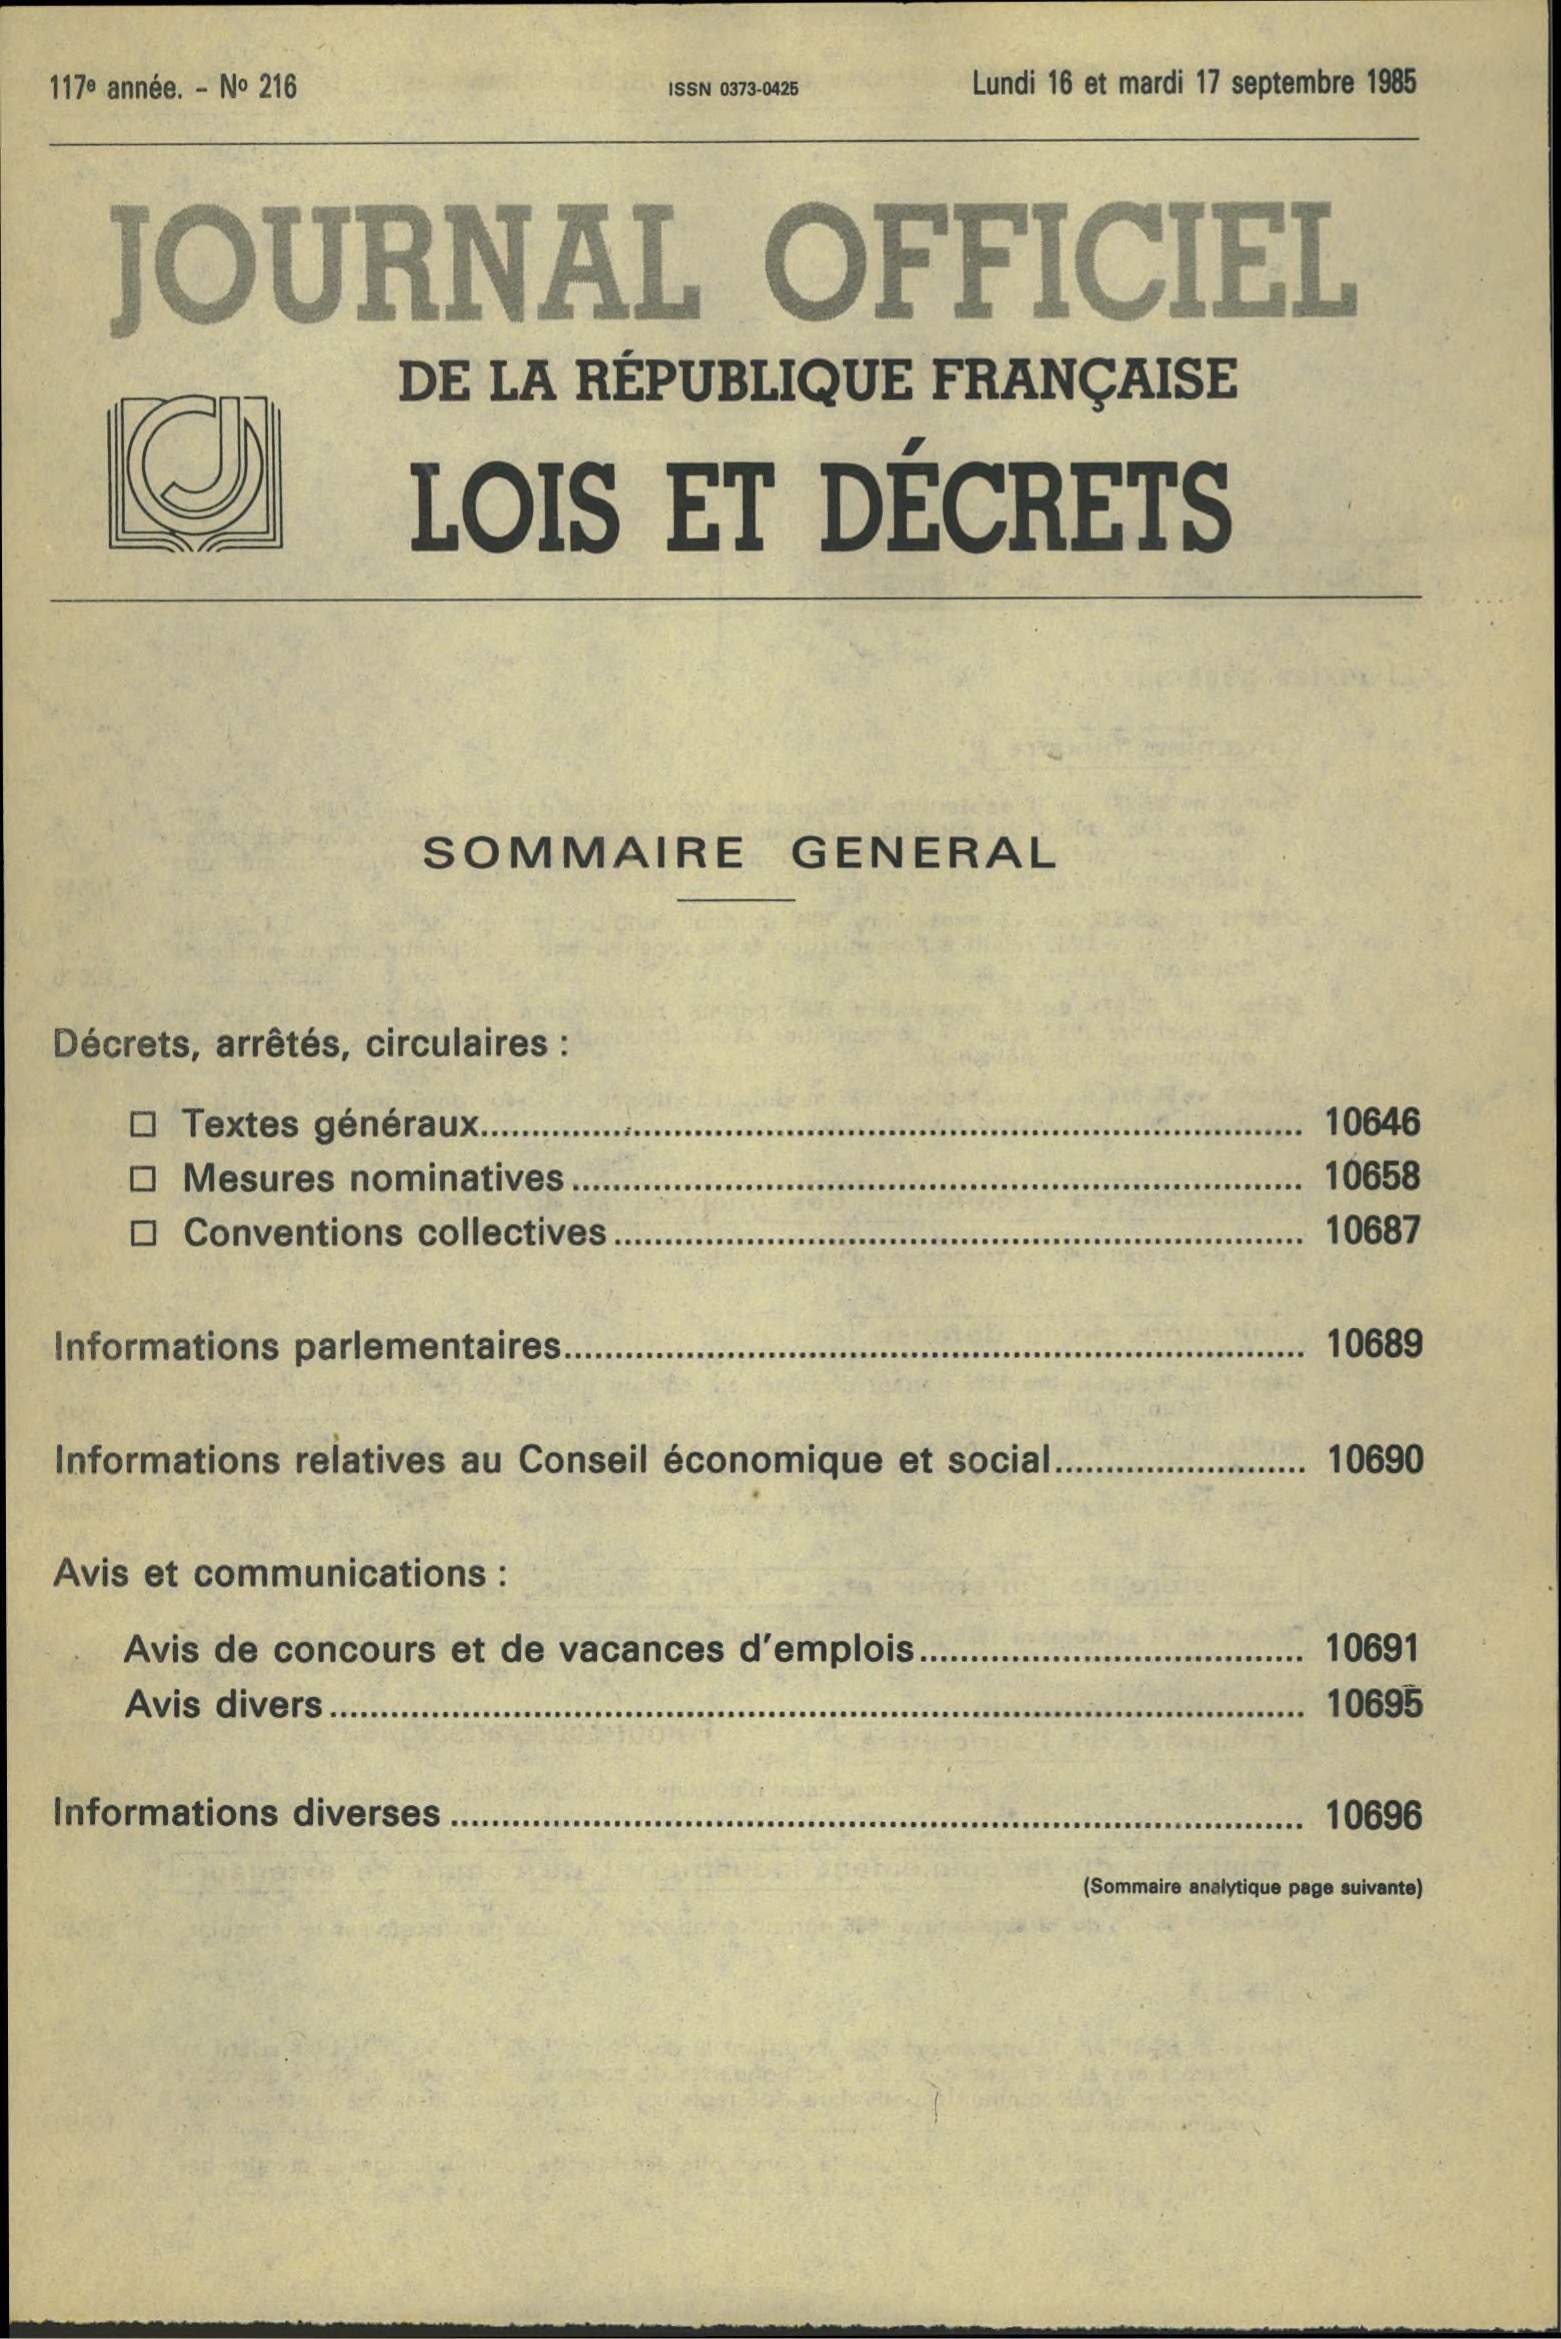 117e année. – No 216
ISSN 0373-0425
Lundi 16 et mardi 17 septembre 1985
JOURNAL OFFICIEL
DE LA RÉPUBLIQUE FRANÇAISE
LOIS ET DÉCRETS
SOMMAIRE GENERAL
Décrets, arrêtés, circulaires :
□ Textes généraux.......... 10646
□ Mesures nominatives.......... 10658
□ Conventions collectives.......... 10687
Informations parlementaires.......... 10689
Informations relatives au Conseil économique et social.......... 10690
Avis et communications :
Avis de concours et de vacances d'emplois.......... 10691
Avis divers.......... 10695
Informations diverses.......... 10696
(Sommaire analytique page suivante)